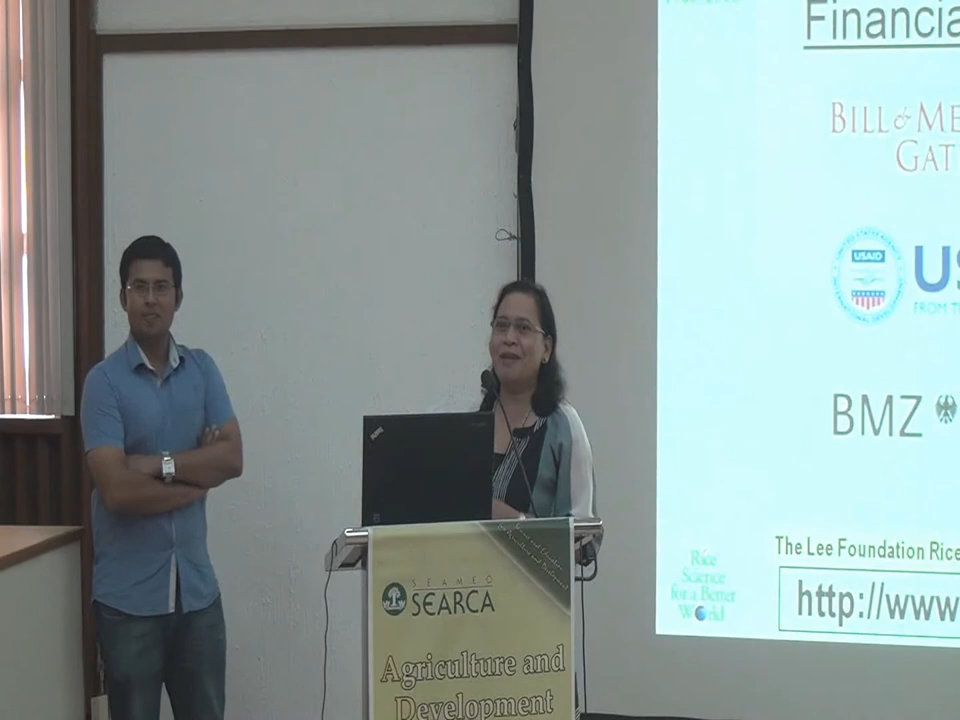 Financia
BILL & ME
GAT
USAID
US
FROM T
BMZ
The Lee Foundation Rice
http://www
Rice
Science
for a Better
World
SEAMEO
SEARCA
Agriculture and
Development